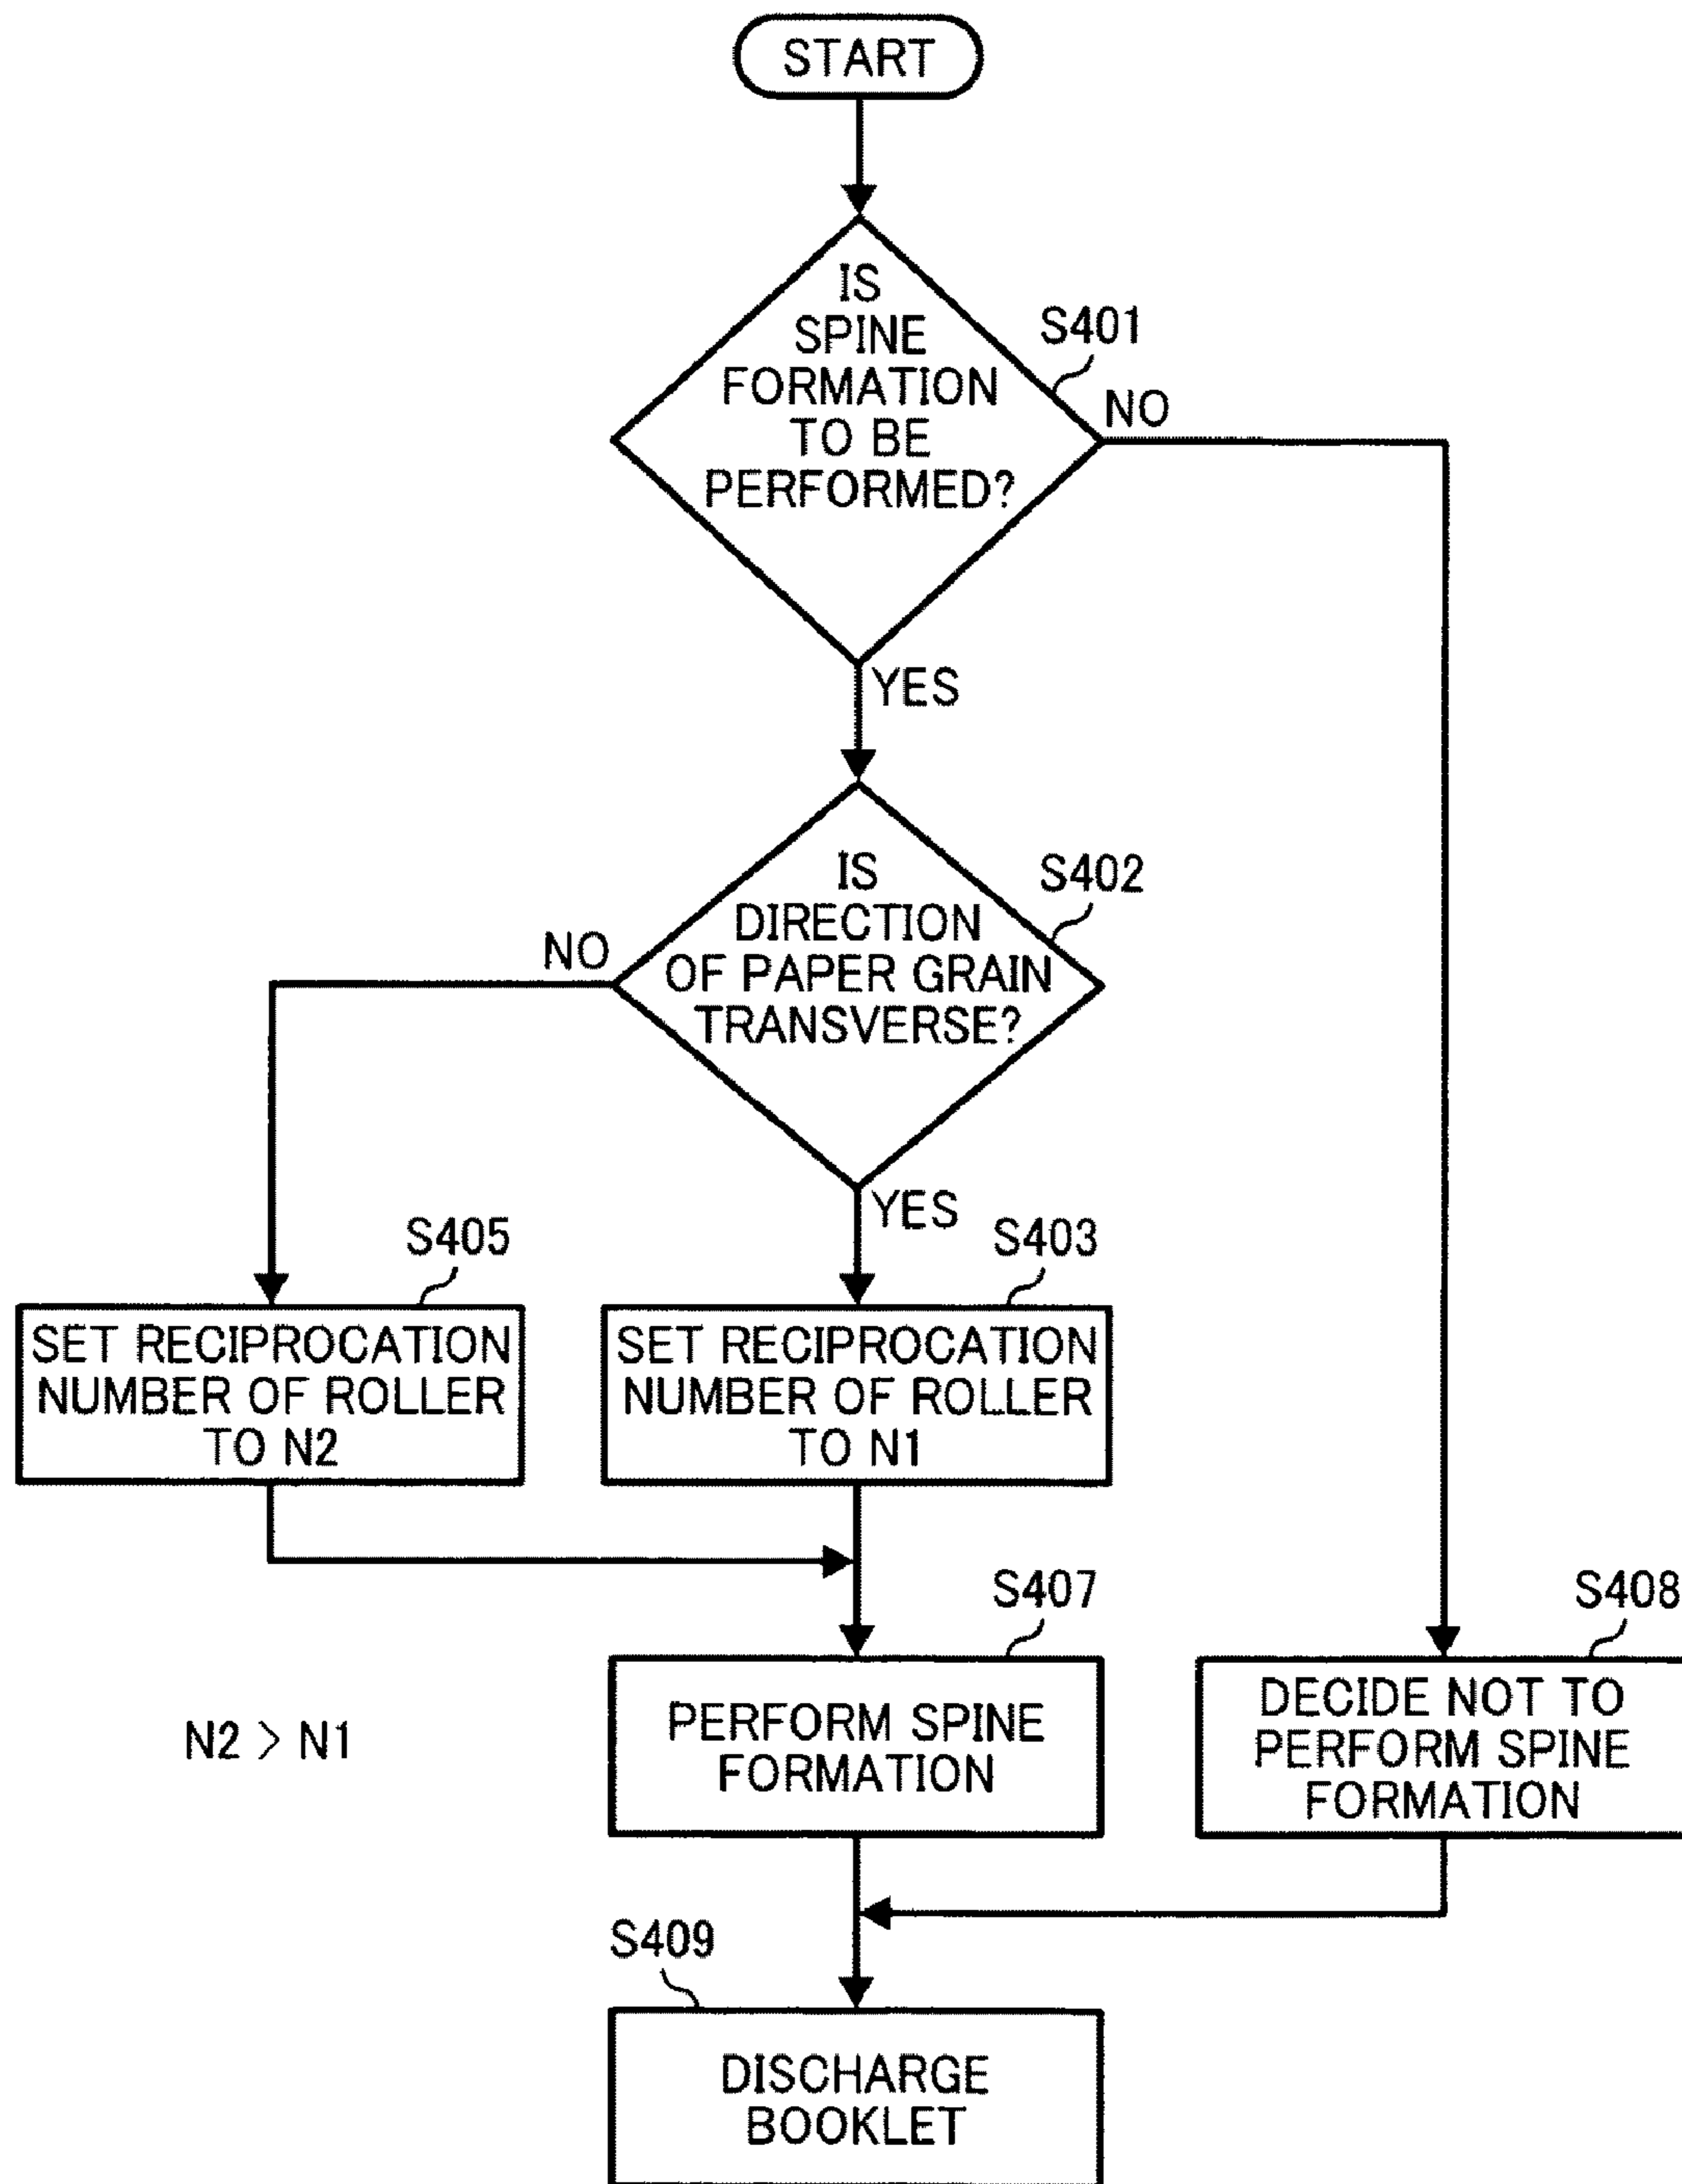 START
IS
SPINE
FORMATION
TO BE
PERFORMED?
S401
NO
YES
IS
DIRECTION
OF PAPER GRAIN
TRANSVERSE?
S402
NO
YES
S405
SET RECIPROCATION
NUMBER OF ROLLER
TO N2
S403
SET RECIPROCATION
NUMBER OF ROLLER
TO N1
N2 > N1
S407
PERFORM SPINE
FORMATION
S408
DECIDE NOT TO
PERFORM SPINE
FORMATION
S409
DISCHARGE
BOOKLET